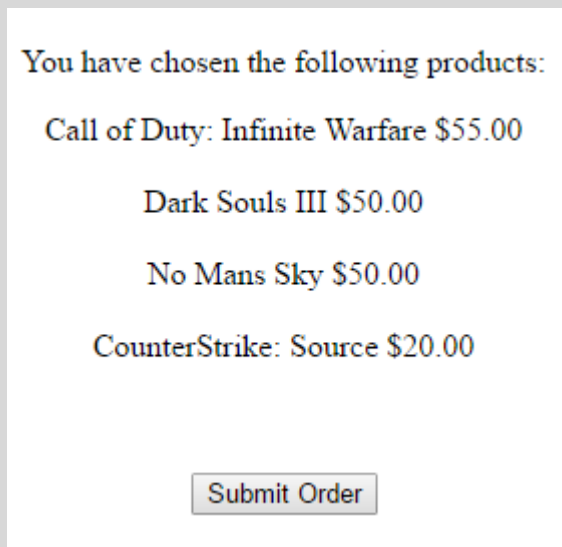 You have chosen the following products:
Call of Duty: Infinite Warfare $55.00
Dark Souls III $50.00
No Mans Sky $50.00
CounterStrike: Source $20.00
Submit Order